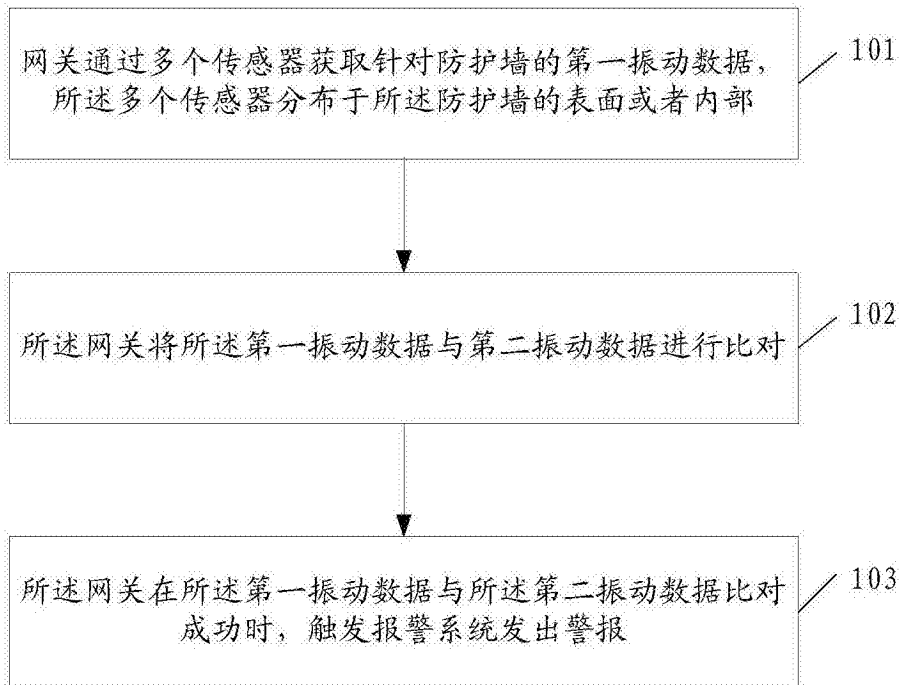 网关通过多个传感器获取针对防护墙的第一振动数据，
所述多个传感器分布于所述防护墙的表面或者内部
101
所述网关将所述第一振动数据与第二振动数据进行比对
102
所述网关在所述第一振动数据与所述第二振动数据比对
成功时，触发报警系统发出警报
103